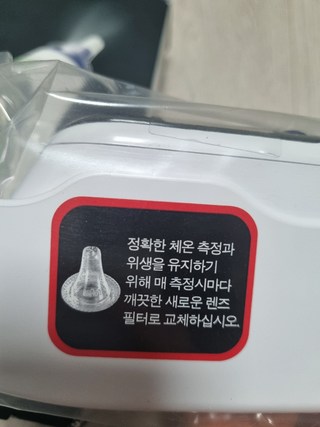 정확한 체온 측정과
위생을 유지하기
위해 매 측정시마다
깨끗한 새로운 렌즈
필터로 교체하십시오.